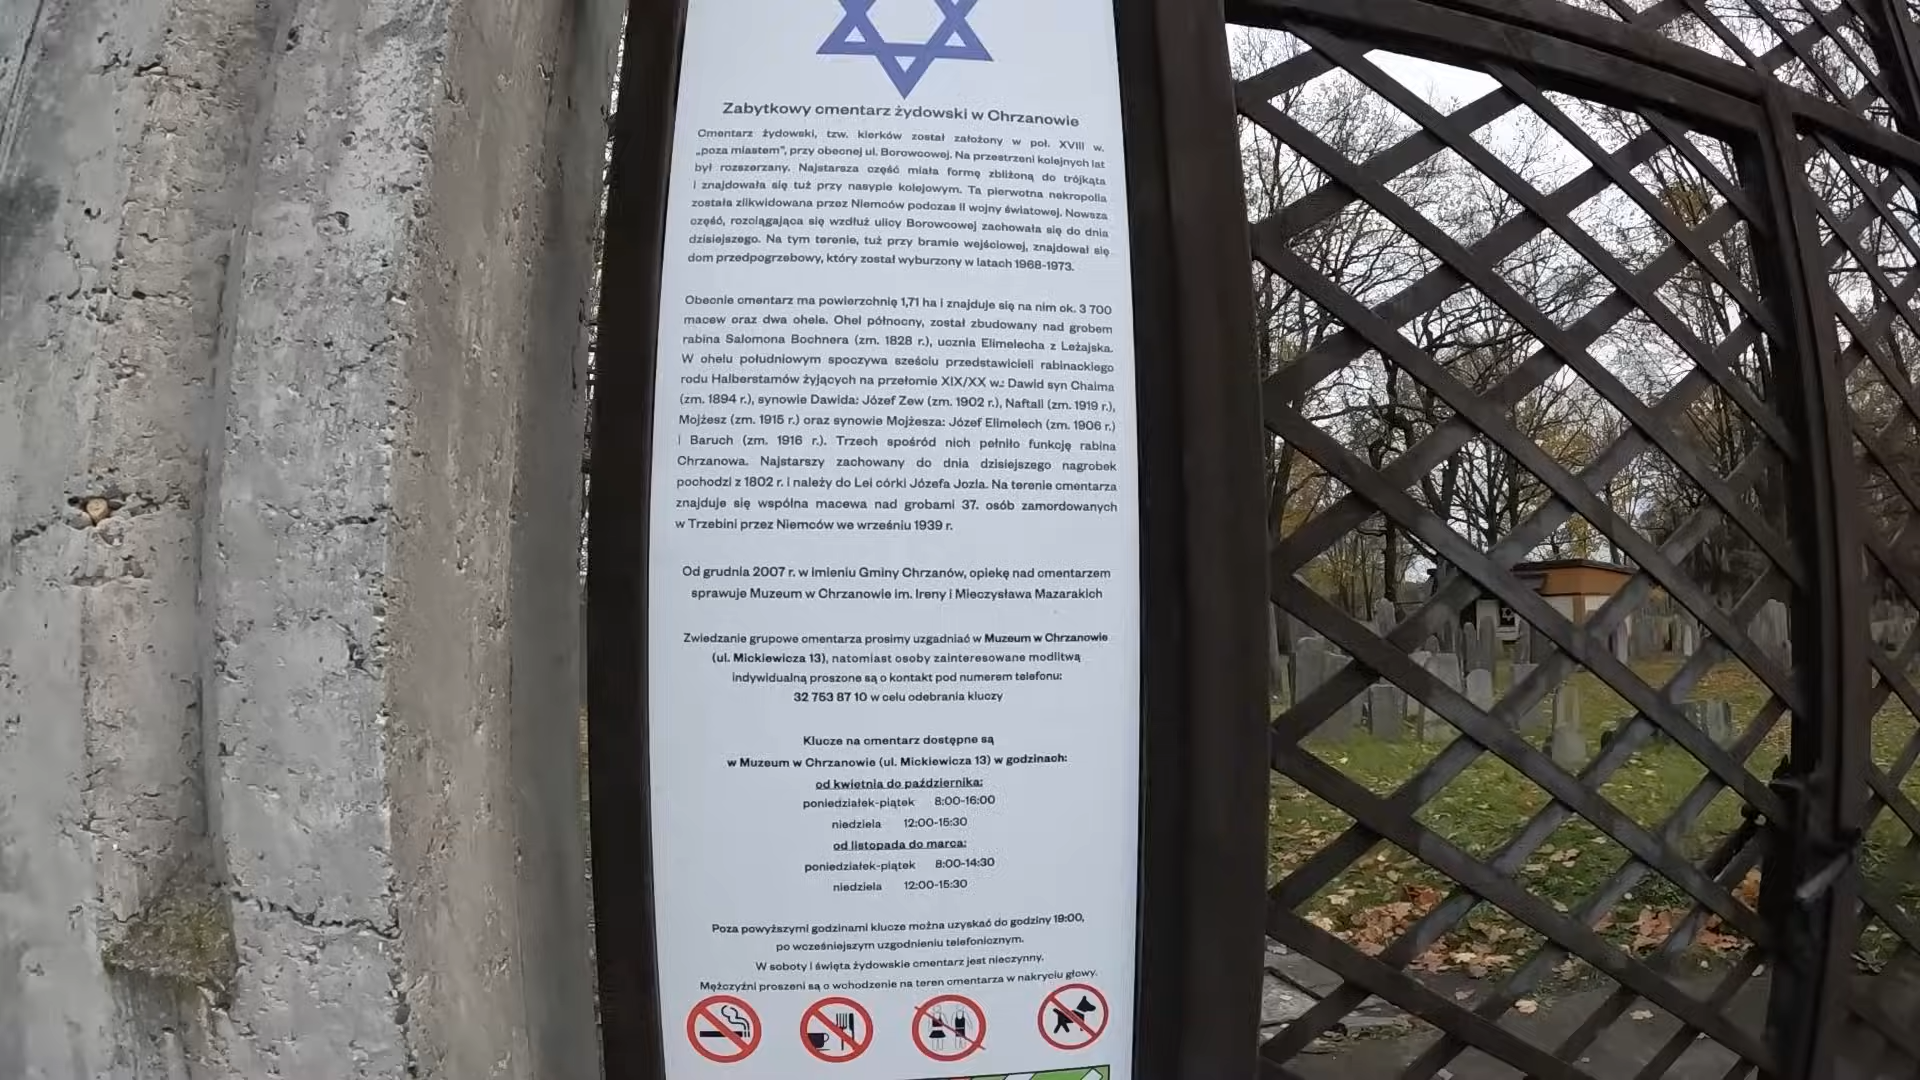 Zabytkowy cmentarz żydowski w Chrzanowie
Cmentarz żydowski, tzw. kierków został założony w poł. XVIII w.
„poza miastem", przy obecnej ul. Borowcowej. Na przestrzeni kolejnych lat
był rozszerzany. Najstarsza część miała formę zbliżoną do trójkąta
i znajdowała się tuż przy nasypie kolejowym. Ta pierwotna nekropolia
została zlikwidowana przez Niemców podczas II wojny światowej. Nowsza
część, rozciągająca się wzdłuż ulicy Borowcowej zachowała się do dnia
dzisiejszego. Na tym terenie, tuż przy bramie wejściowej, znajdował się
dom przedpogrzebowy, który został wyburzony w latach 1968-1973.
Obecnie cmentarz ma powierzchnię 1,71 ha i znajduje się na nim ok. 3 700
macew oraz dwa ohele. Ohel północny, został zbudowany nad grobem
rabina Salomona Bochnera (zm. 1828 r.), ucznia Elimelecha z Leżajska.
W ohelu południowym spoczywa sześciu przedstawicieli rabinackiego
rodu Halberstamów żyjących na przełomie XIX/XX w.: Dawid syn Chaima
(zm. 1894 r.), synowie Dawida: Józef Zew (zm. 1902 r.), Naftali (zm. 1919 r.),
Mojżesz (zm. 1915 r.) oraz synowie Mojżesza: Józef Elimelech (zm. 1906 r.)
i Baruch (zm. 1916 r.). Trzech spośród nich pełniło funkcję rabina
Chrzanowa. Najstarszy zachowany do dnia dzisiejszego nagrobek
pochodzi z 1802 r. i należy do Lei córki Józefa Jozla. Na terenie cmentarza
znajduje się wspólna macewa nad grobami 37. osób zamordowanych
w Trzebini przez Niemców we wrześniu 1939 r.
Od grudnia 2007 r. w imieniu Gminy Chrzanów, opiekę nad cmentarzem
sprawuje Muzeum w Chrzanowie im. Ireny i Mieczysława Mazarakich
Zwiedzanie grupowe cmentarza prosimy uzgadniać w Muzeum w Chrzanowie
(ul. Mickiewicza 13), natomiast osoby zainteresowane modlitwą
indywidualną proszone są o kontakt pod numerem telefonu:
32 753 87 10 w celu odebrania kluczy
Klucze na cmentarz dostępne są
w Muzeum w Chrzanowie (ul. Mickiewicza 13) w godzinach:
od kwietnia do października:
poniedziałek-piątek 8:00-16:00
niedziela 12:00-15:30
od listopada do marca:
poniedziałek-piątek 8:00-14:30
niedziela 12:00-15:30
Poza powyższymi godzinami klucze można uzyskać do godziny 19:00,
po wcześniejszym uzgodnieniu telefonicznym.
W soboty i święta żydowskie cmentarz jest nieczynny.
Mężczyźni proszeni są o wchodzenie na teren cmentarza w nakryciu głowy.